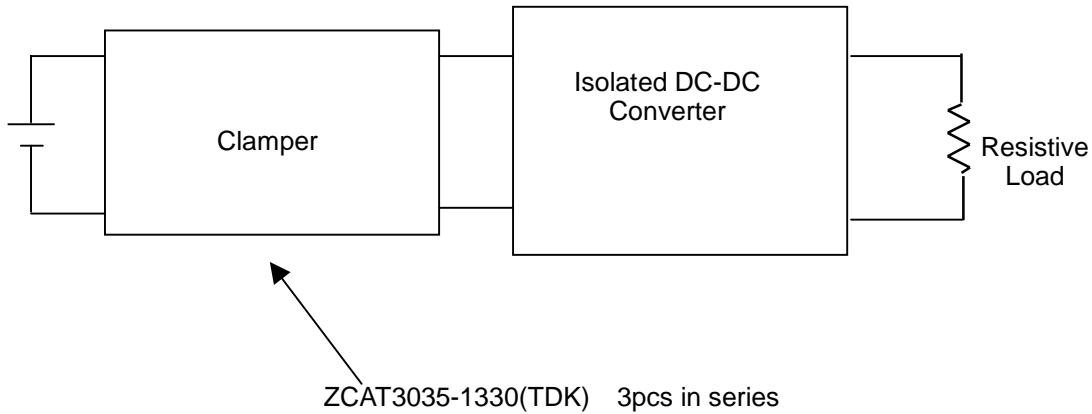 Clamper
Isolated DC-DC
Converter
Resistive
Load
ZCAT3035-1330(TDK) 3pcs in series